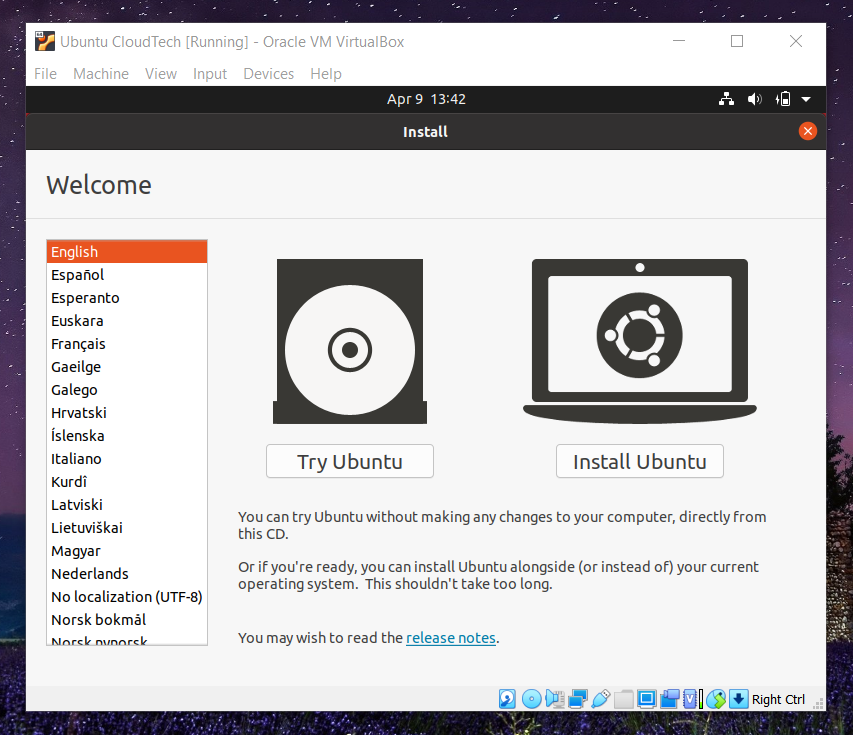 Ubuntu CloudTech [Running] - Oracle VM VirtualBox
File Machine View Input Devices Help
Apr 9 13:42
Install
Welcome
English
Español
Esperanto
Euskara
Français
Gaeilge
Galego
Hrvatski
Íslenska
Italiano
Kurdî
Latviski
Lietuviškai
Magyar
Nederlands
No localization (UTF-8)
Norsk bokmål
Norsk nynorsk
Try Ubuntu
Install Ubuntu
You can try Ubuntu without making any changes to your computer, directly from
this CD.
Or if you're ready, you can install Ubuntu alongside (or instead of) your current
operating system. This shouldn't take too long.
You may wish to read the release notes.
Right Ctrl